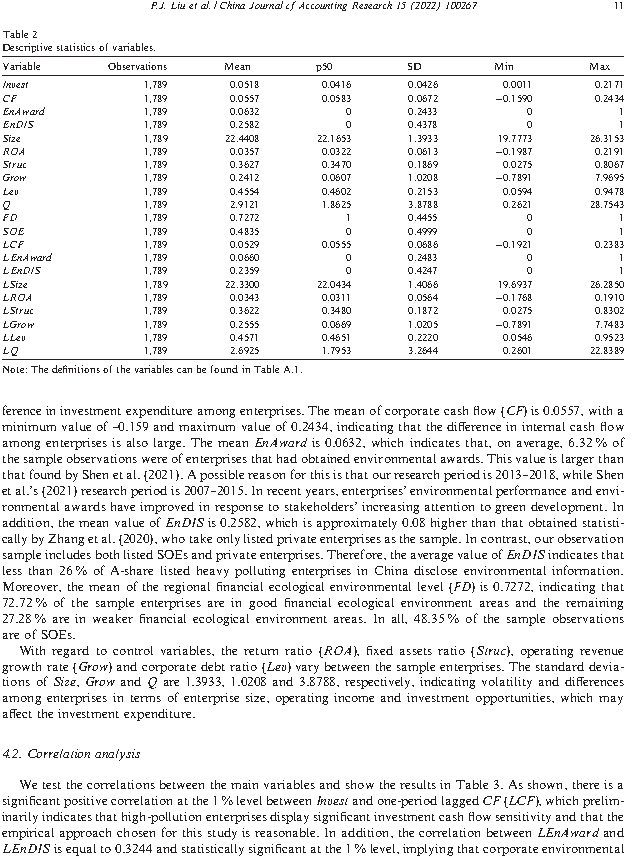 P.J. Liu et al. / China Journal of Accounting Research 15 (2022) 100267 11
Table 2
Descriptive statistics of variables.
Variable Observations Mean p50 SD Min Max
Invest 1,789 0.0518 0.0416 0.0426 0.0011 0.2171
CF 1,789 0.0557 0.0583 0.0672 −0.1590 0.2434
EnAward 1,789 0.0632 0 0.2433 0 1
EnDIS 1,789 0.2582 0 0.4378 0 1
Size 1,789 22.4408 22.1653 1.3933 19.7773 26.3153
ROA 1,789 0.0357 0.0322 0.0613 −0.1987 0.2191
Struc 1,789 0.3627 0.3470 0.1869 0.0275 0.8067
Grow 1,789 0.2412 0.0607 1.0208 −0.7891 7.9695
Lev 1,789 0.4554 0.4602 0.2153 0.0594 0.9478
Q 1,789 2.9121 1.8625 3.8788 0.2621 28.7543
FD 1,789 0.7272 1 0.4455 0 1
SOE 1,789 0.4835 0 0.4999 0 1
LCF 1,789 0.0529 0.0555 0.0686 −0.1921 0.2383
LEnAward 1,789 0.0660 0 0.2483 0 1
LEnDIS 1,789 0.2359 0 0.4247 0 1
LSize 1,789 22.3300 22.0434 1.4066 19.6937 26.2850
LROA 1,789 0.0343 0.0311 0.0564 −0.1768 0.1910
LStruc 1,789 0.3622 0.3480 0.1872 0.0275 0.8302
LGrow 1,789 0.2555 0.0669 1.0205 −0.7891 7.7483
LLev 1,789 0.4571 0.4651 0.2220 0.0546 0.9523
LQ 1,789 2.6925 1.7953 3.2644 0.2601 22.8389
Note: The definitions of the variables can be found in Table A.1.
ference in investment expenditure among enterprises. The mean of corporate cash flow (CF) is 0.0557, with a
minimum value of –0.159 and maximum value of 0.2434, indicating that the difference in internal cash flow
among enterprises is also large. The mean EnAward is 0.0632, which indicates that, on average, 6.32 % of
the sample observations were of enterprises that had obtained environmental awards. This value is larger than
that found by Shen et al. (2021). A possible reason for this is that our research period is 2013–2018, while Shen
et al.'s (2021) research period is 2007–2015. In recent years, enterprises' environmental performance and envi-
ronmental awards have improved in response to stakeholders' increasing attention to green development. In
addition, the mean value of EnDIS is 0.2582, which is approximately 0.08 higher than that obtained statisti-
cally by Zhang et al. (2020), who take only listed private enterprises as the sample. In contrast, our observation
sample includes both listed SOEs and private enterprises. Therefore, the average value of EnDIS indicates that
less than 26 % of A-share listed heavy polluting enterprises in China disclose environmental information.
Moreover, the mean of the regional financial ecological environmental level (FD) is 0.7272, indicating that
72.72 % of the sample enterprises are in good financial ecological environment areas and the remaining
27.28 % are in weaker financial ecological environment areas. In all, 48.35 % of the sample observations
are of SOEs.
With regard to control variables, the return ratio (ROA), fixed assets ratio (Struc), operating revenue
growth rate (Grow) and corporate debt ratio (Lev) vary between the sample enterprises. The standard devia-
tions of Size, Grow and Q are 1.3933, 1.0208 and 3.8788, respectively, indicating volatility and differences
among enterprises in terms of enterprise size, operating income and investment opportunities, which may
affect the investment expenditure.
4.2. Correlation analysis
We test the correlations between the main variables and show the results in Table 3. As shown, there is a
significant positive correlation at the 1 % level between Invest and one-period lagged CF (LCF), which prelim-
inarily indicates that high-pollution enterprises display significant investment cash flow sensitivity and that the
empirical approach chosen for this study is reasonable. In addition, the correlation between LEnAward and
LEnDIS is equal to 0.3244 and statistically significant at the 1 % level, implying that corporate environmental